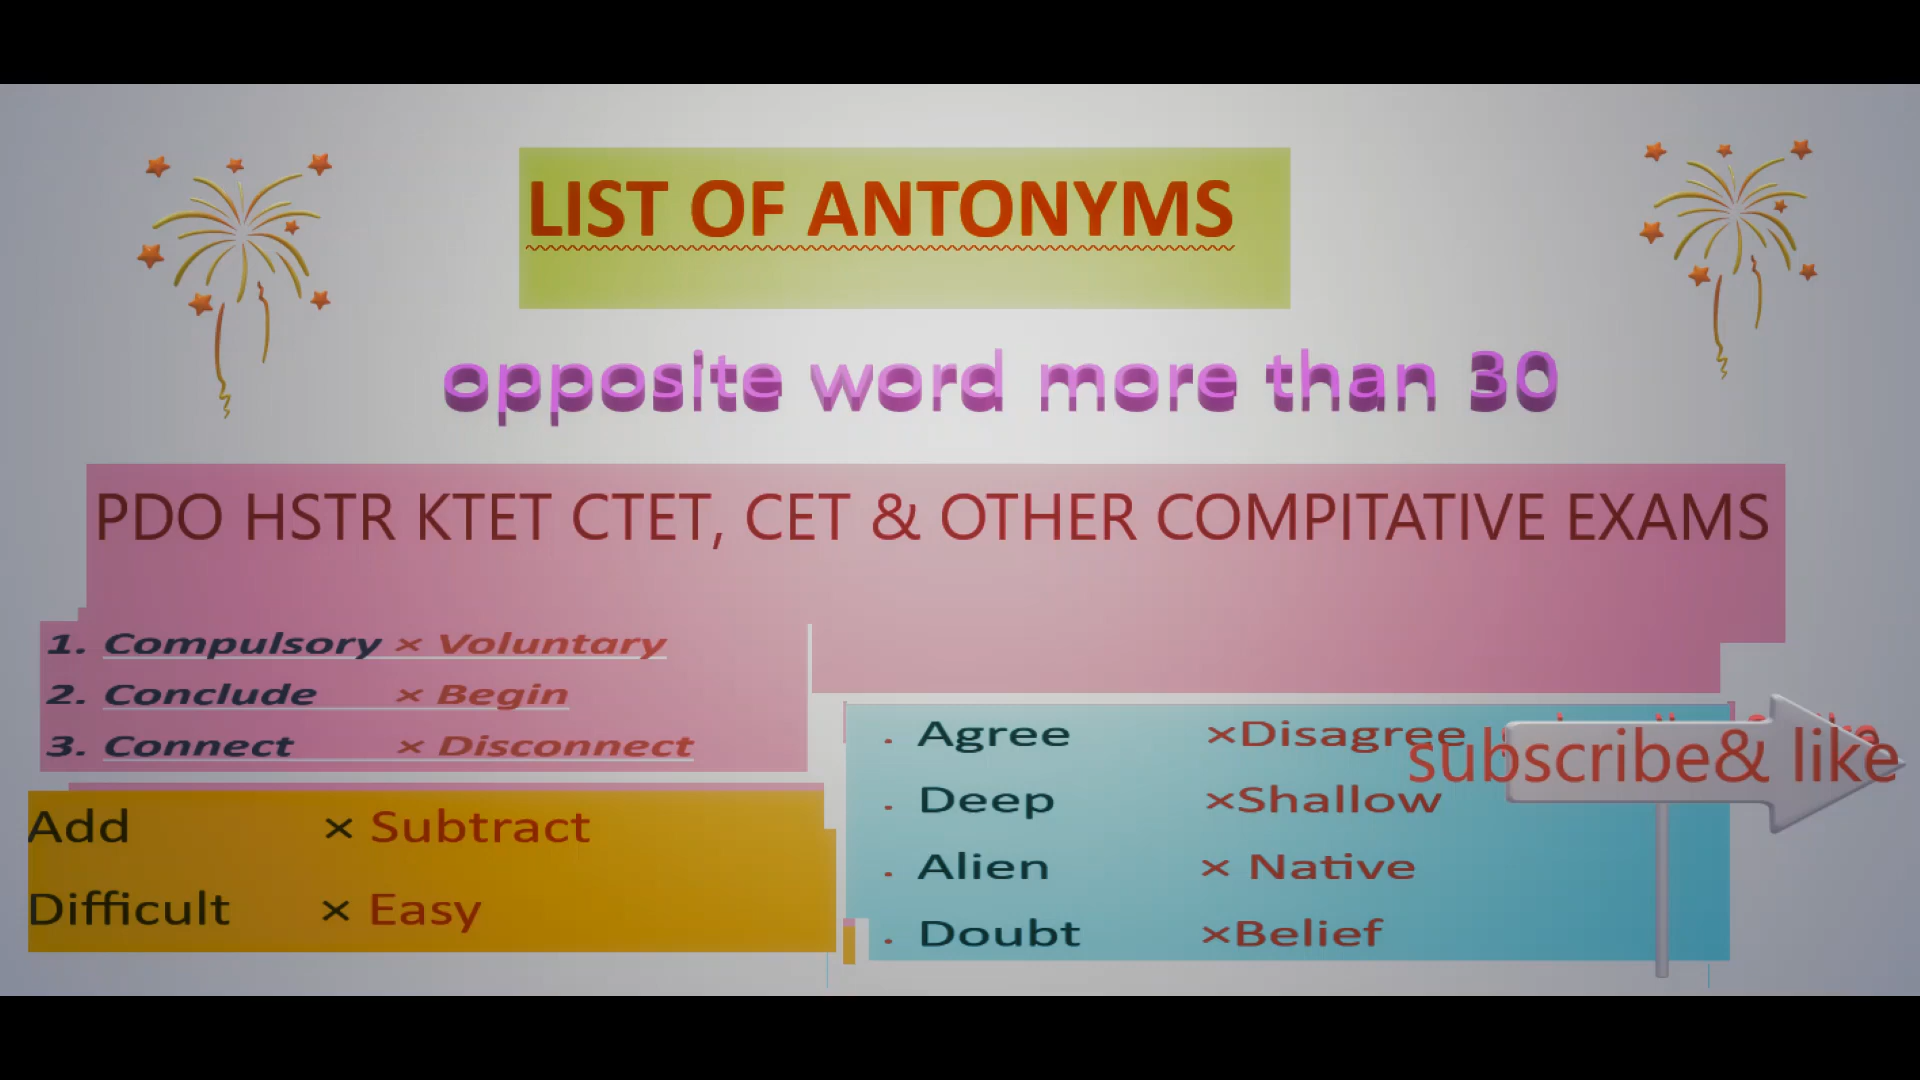 LIST OF ANTONYMS
opposite word more than 30
PDO HSTR KTET CTET, CET & OTHER COMPITATIVE EXAMS
1. Compulsory × Voluntary
2. Conclude × Begin
3. Connect × Disconnect
Add × Subtract
Difficult × Easy
. Agree ×Disagree
. Deep ×Shallow
. Alien × Native
. Doubt ×Belief
subscribe& like